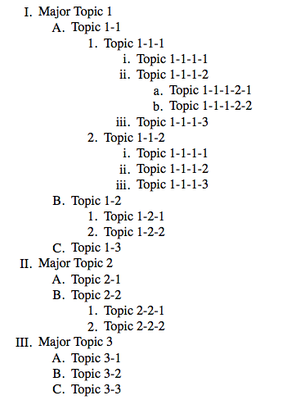 I. Major Topic 1
A. Topic 1-1
1. Topic 1-1-1
i. Topic 1-1-1-1
ii. Topic 1-1-1-2
a. Topic 1-1-1-2-1
b. Topic 1-1-1-2-2
iii. Topic 1-1-1-3
2. Topic 1-1-2
i. Topic 1-1-1-1
ii. Topic 1-1-1-2
iii. Topic 1-1-1-3
B. Topic 1-2
1. Topic 1-2-1
2. Topic 1-2-2
C. Topic 1-3
II. Major Topic 2
A. Topic 2-1
B. Topic 2-2
1. Topic 2-2-1
2. Topic 2-2-2
III. Major Topic 3
A. Topic 3-1
B. Topic 3-2
C. Topic 3-3